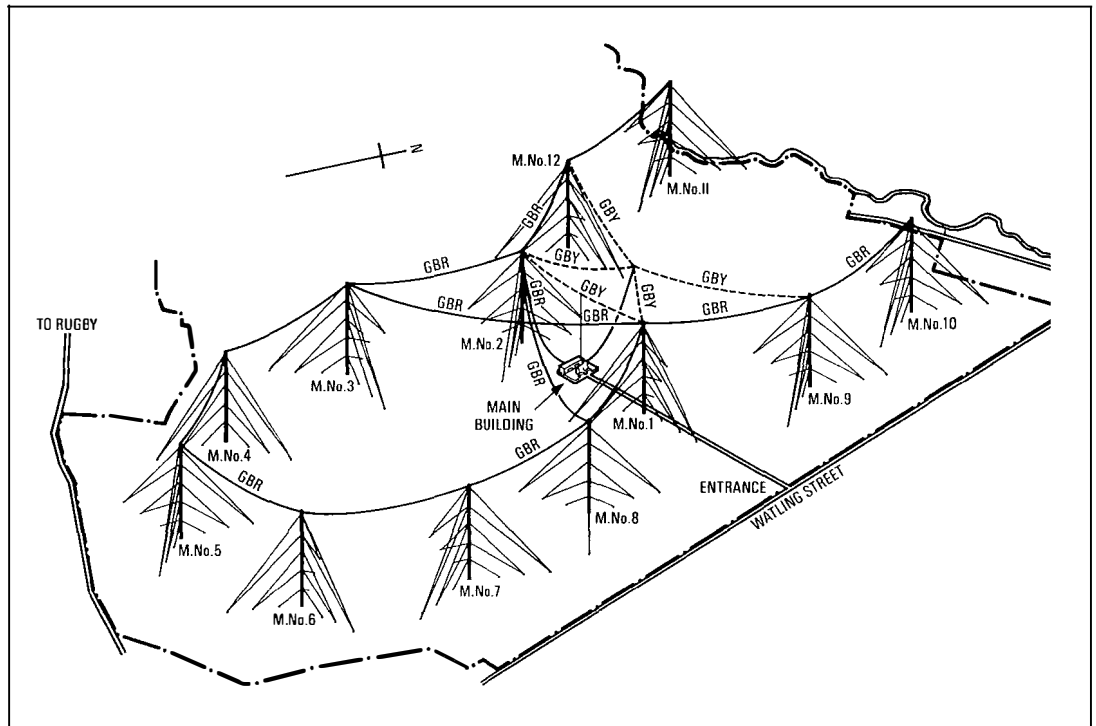 N
M.No.12
M.No.11
GBR
GBY
GBR
GBY
GBY
GBR
GBR
GBR
GBY
GBR
GBR
M.No.10
TO RUGBY
M.No.2
M.No.3
GBR
M.No.9
MAIN
BUILDING
M.No.1
M.No.4
GBR
ENTRANCE
WATLING STREET
M.No.8
M.No.5
M.No.7
M.No.6